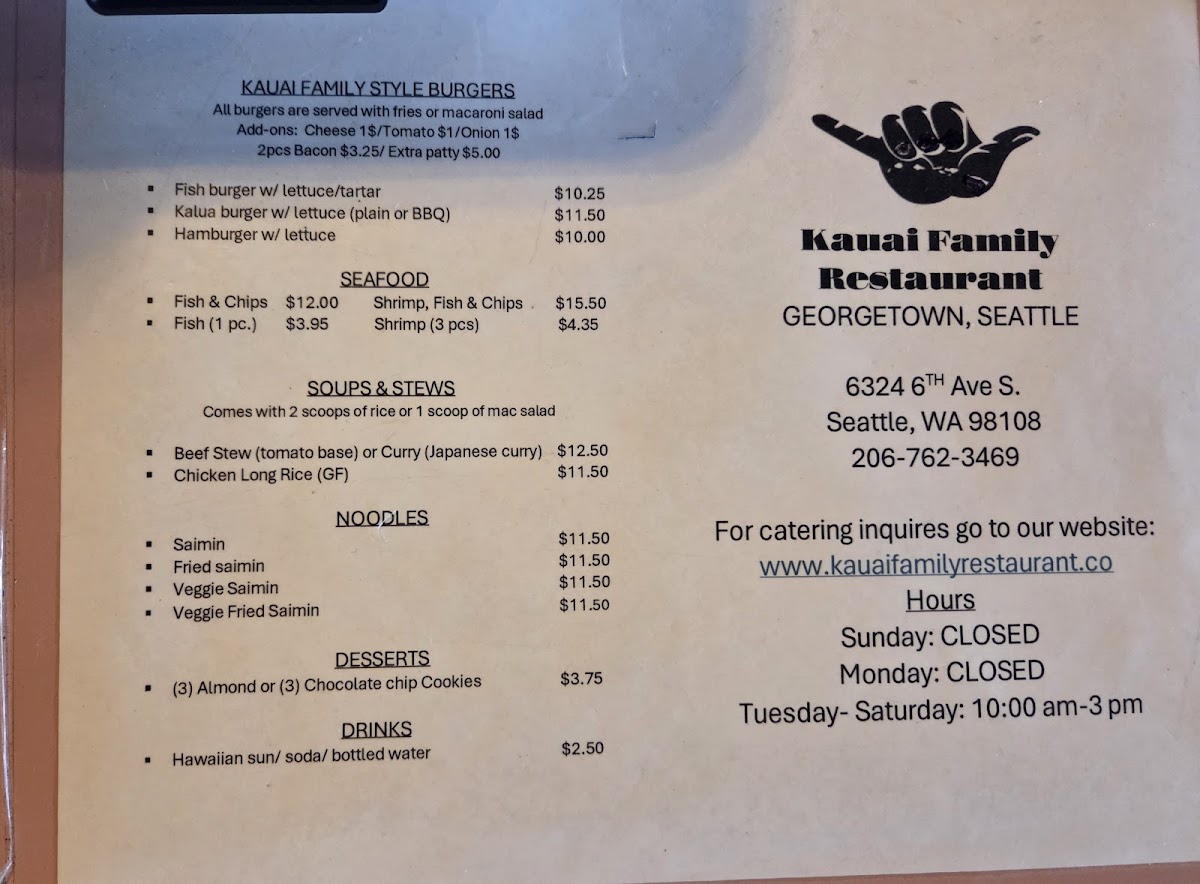 KAUAI FAMILY STYLE BURGERS
All burgers are served with fries or macaroni salad
Add-ons: Cheese 1$/Tomato $1/Onion 1$
2pcs Bacon $3.25/ Extra patty $5.00
▪ Fish burger w/ lettuce/tartar $10.25
▪ Kalua burger w/ lettuce (plain or BBQ) $11.50
▪ Hamburger w/ lettuce $10.00
SEAFOOD
▪ Fish & Chips $12.00 Shrimp, Fish & Chips $15.50
▪ Fish (1 pc.) $3.95 Shrimp (3 pcs) $4.35
SOUPS & STEWS
Comes with 2 scoops of rice or 1 scoop of mac salad
▪ Beef Stew (tomato base) or Curry (Japanese curry) $12.50
▪ Chicken Long Rice (GF) $11.50
NOODLES
▪ Saimin $11.50
▪ Fried saimin $11.50
▪ Veggie Saimin $11.50
▪ Veggie Fried Saimin $11.50
DESSERTS
▪ (3) Almond or (3) Chocolate chip Cookies $3.75
DRINKS
▪ Hawaiian sun/ soda/ bottled water $2.50
Kauai Family
Restaurant
GEORGETOWN, SEATTLE
6324 6TH Ave S.
Seattle, WA 98108
206-762-3469
For catering inquires go to our website:
www.kauaifamilyrestaurant.co
Hours
Sunday: CLOSED
Monday: CLOSED
Tuesday- Saturday: 10:00 am-3 pm